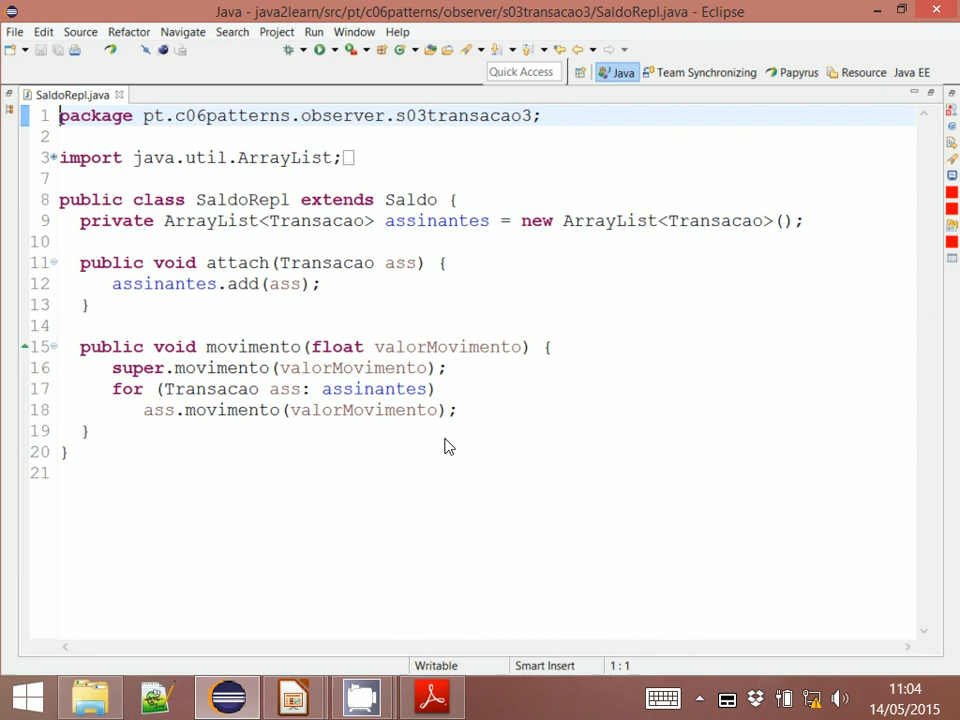 Java - java2learn/src/pt/c06patterns/observer/s03transacao3/SaldoRepl.java - Eclipse
File Edit Source Refactor Navigate Search Project Run Window Help
Quick Access Java Team Synchronizing Papyrus Resource Java EE
SaldoRepl.java
1 package pt.c06patterns.observer.s03transacao3;
2
3 import java.util.ArrayList;
7
8 public class SaldoRepl extends Saldo {
9 private ArrayList<Transacao> assinantes = new ArrayList<Transacao>();
10
11 public void attach(Transacao ass) {
12 assinantes.add(ass);
13 }
14
15 public void movimento(float valorMovimento) {
16 super.movimento(valorMovimento);
17 for (Transacao ass: assinantes)
18 ass.movimento(valorMovimento);
19 }
20 }
21
Writable Smart Insert 1 : 1
11:04
14/05/2015